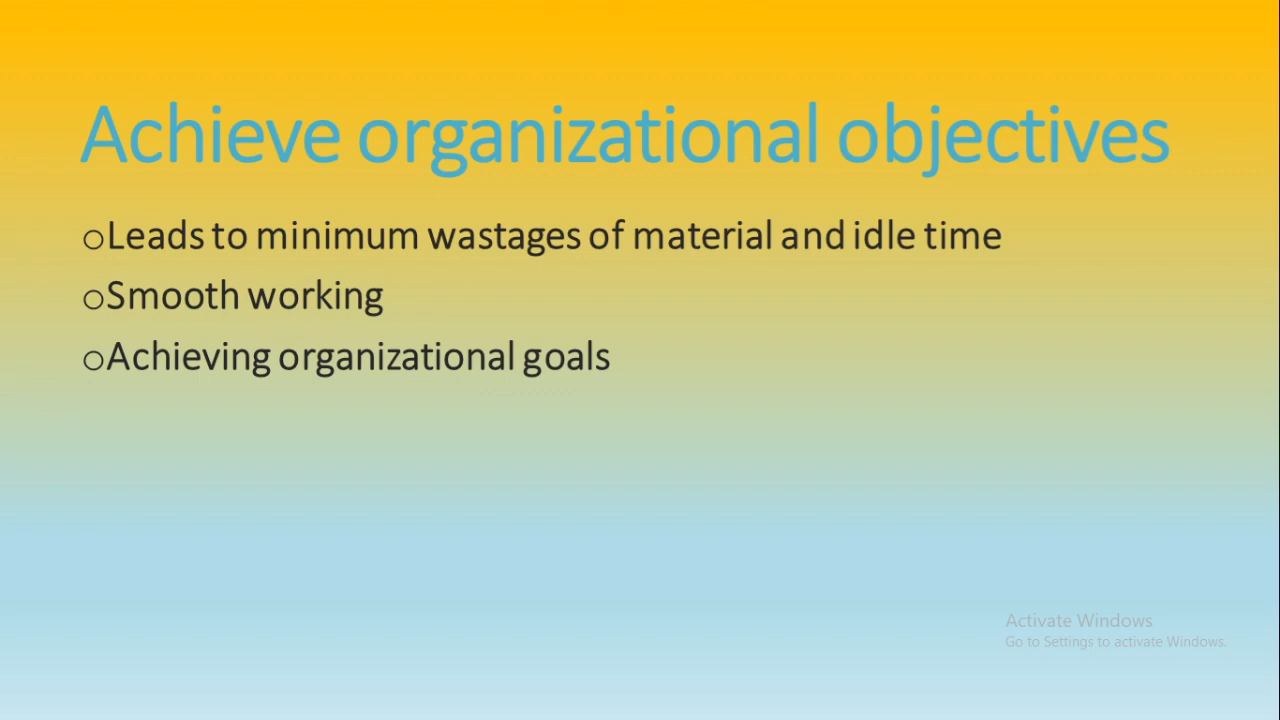 Achieve organizational objectives
oLeads to minimum wastages of material and idle time
oSmooth working
oAchieving organizational goals
Activate Windows
Go to Settings to activate Windows.